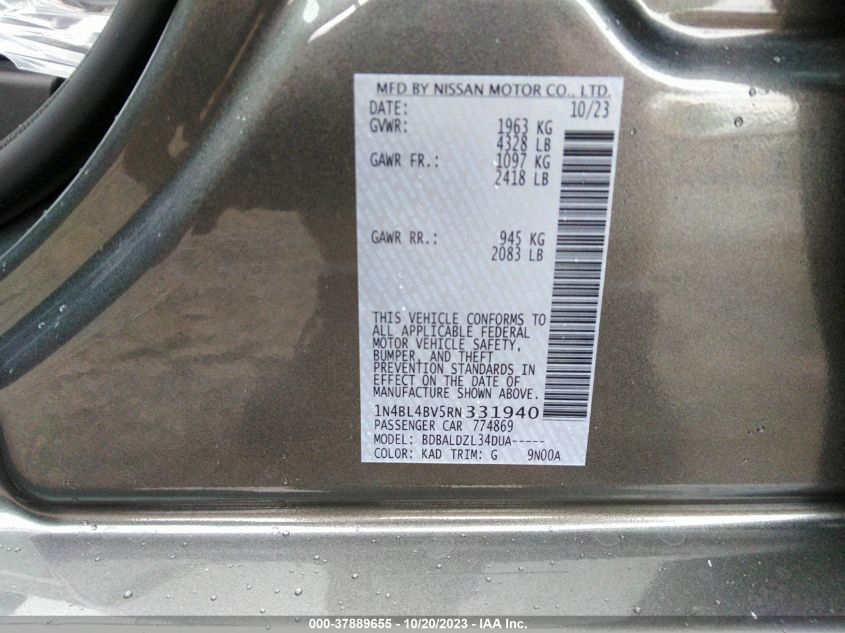 MFD BY NISSAN MOTOR CO., LTD.
DATE: 10/23
GVWR: 1963 KG
4328 LB
GAWR FR.: 1097 KG
2418 LB
GAWR RR.: 945 KG
2083 LB
THIS VEHICLE CONFORMS TO
ALL APPLICABLE FEDERAL
MOTOR VEHICLE SAFETY,
BUMPER, AND THEFT
PREVENTION STANDARDS IN
EFFECT ON THE DATE OF
MANUFACTURE SHOWN ABOVE.
1N4BL4BV5RN331940
PASSENGER CAR 774869
MODEL: BDBALDZL34DUA-----
COLOR: KAD TRIM: G 9N00A
000-37889655 - 10/20/2023 - IAA Inc.